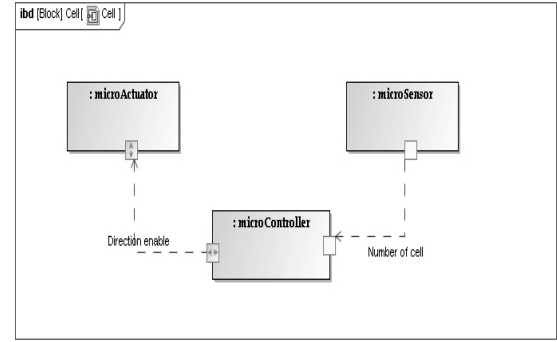 ibd [Block] Cell[ Cell ]
: microActuator
: microSensor
: microController
Direction enable
Number of cell